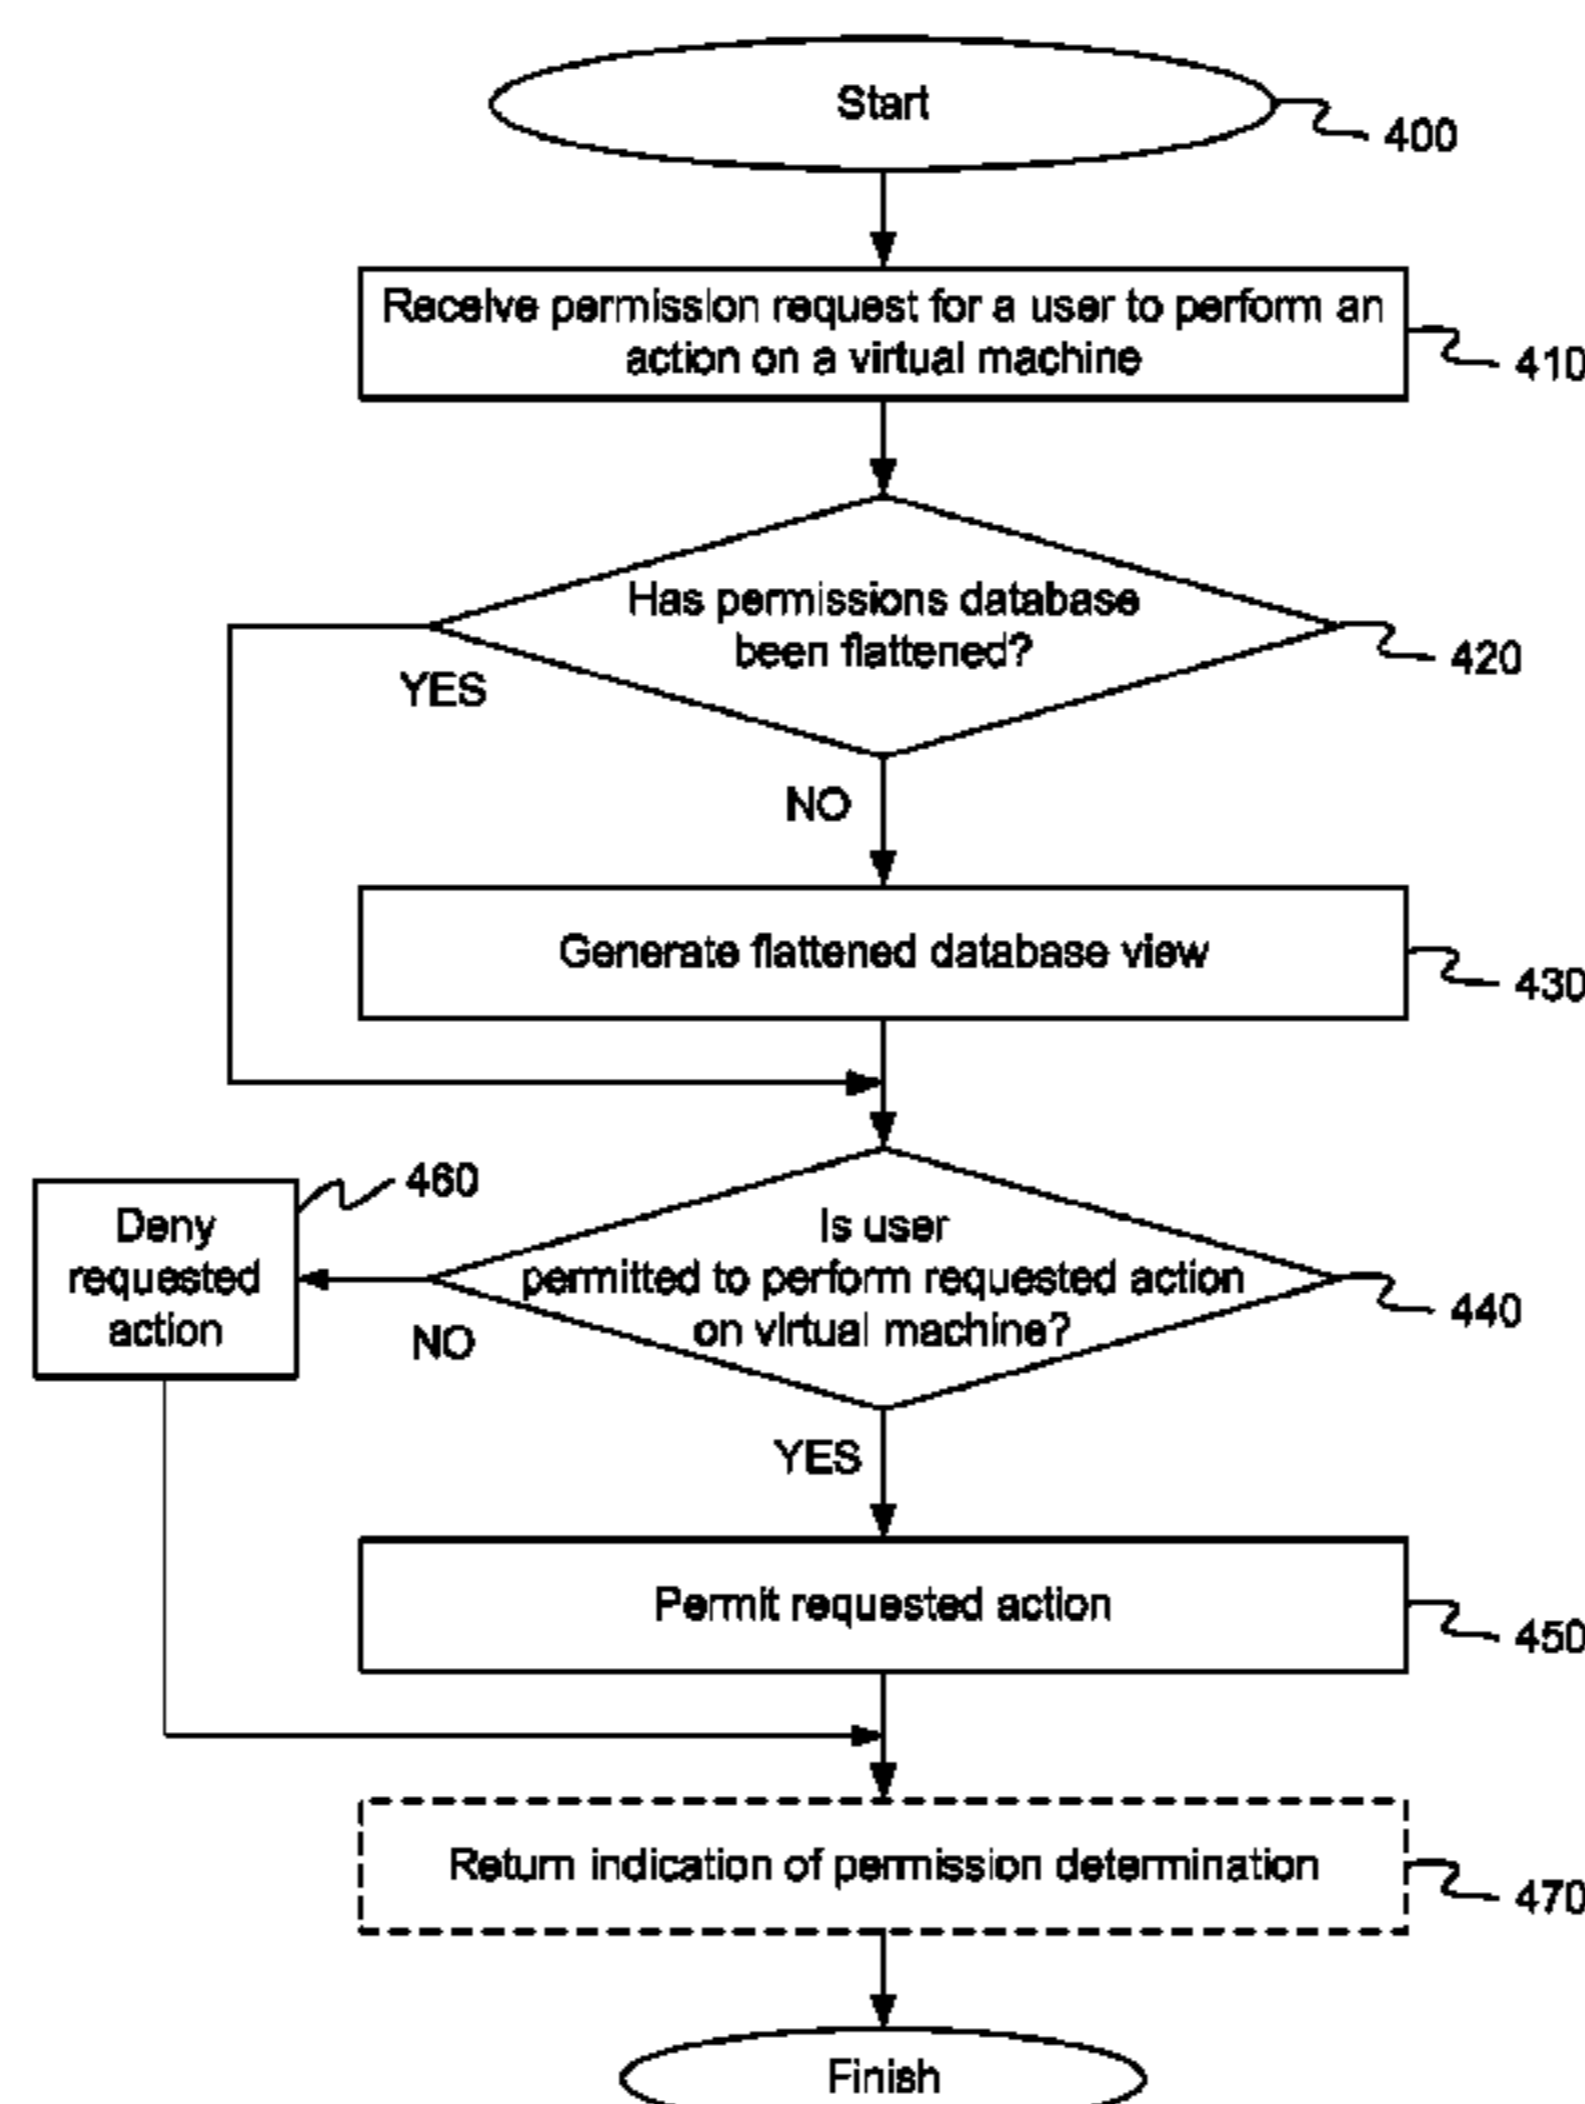 Start
400
Receive permission request for a user to perform an
action on a virtual machine
410
Has permissions database
been flattened?
420
YES
NO
Generate flattened database view
430
460
Deny
requested
action
Is user
permitted to perform requested action
on virtual machine?
440
NO
YES
Permit requested action
450
Return indication of permission determination
470
Finish